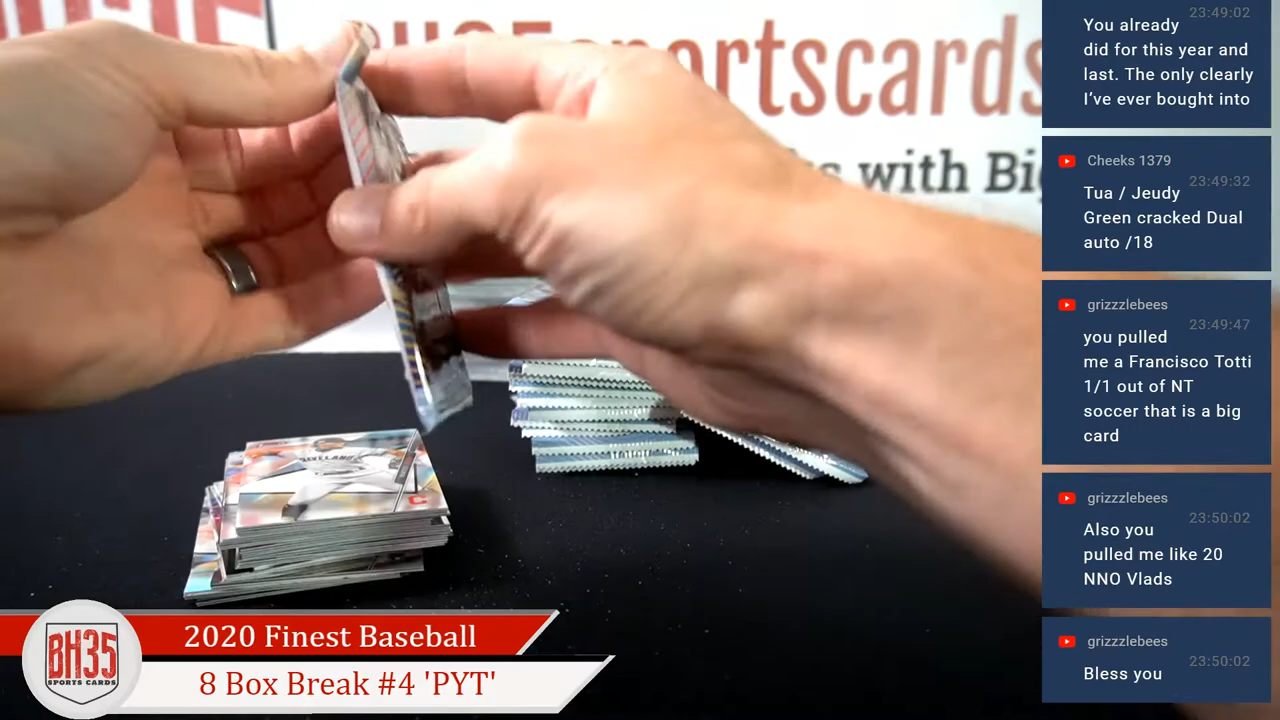 BH35sportscards
ks with Big
CLEVELAND
C
You already
23:49:02
did for this year and
last. The only clearly
I've ever bought into
Cheeks 1379
23:49:32
Tua / Jeudy
Green cracked Dual
auto /18
grizzzlebees
23:49:47
you pulled
me a Francisco Totti
1/1 out of NT
soccer that is a big
card
grizzzlebees
23:50:02
Also you
pulled me like 20
NNO Vlads
grizzzlebees
23:50:02
Bless you
BH35
SPORTS CARDS
2020 Finest Baseball
8 Box Break #4 'PYT'